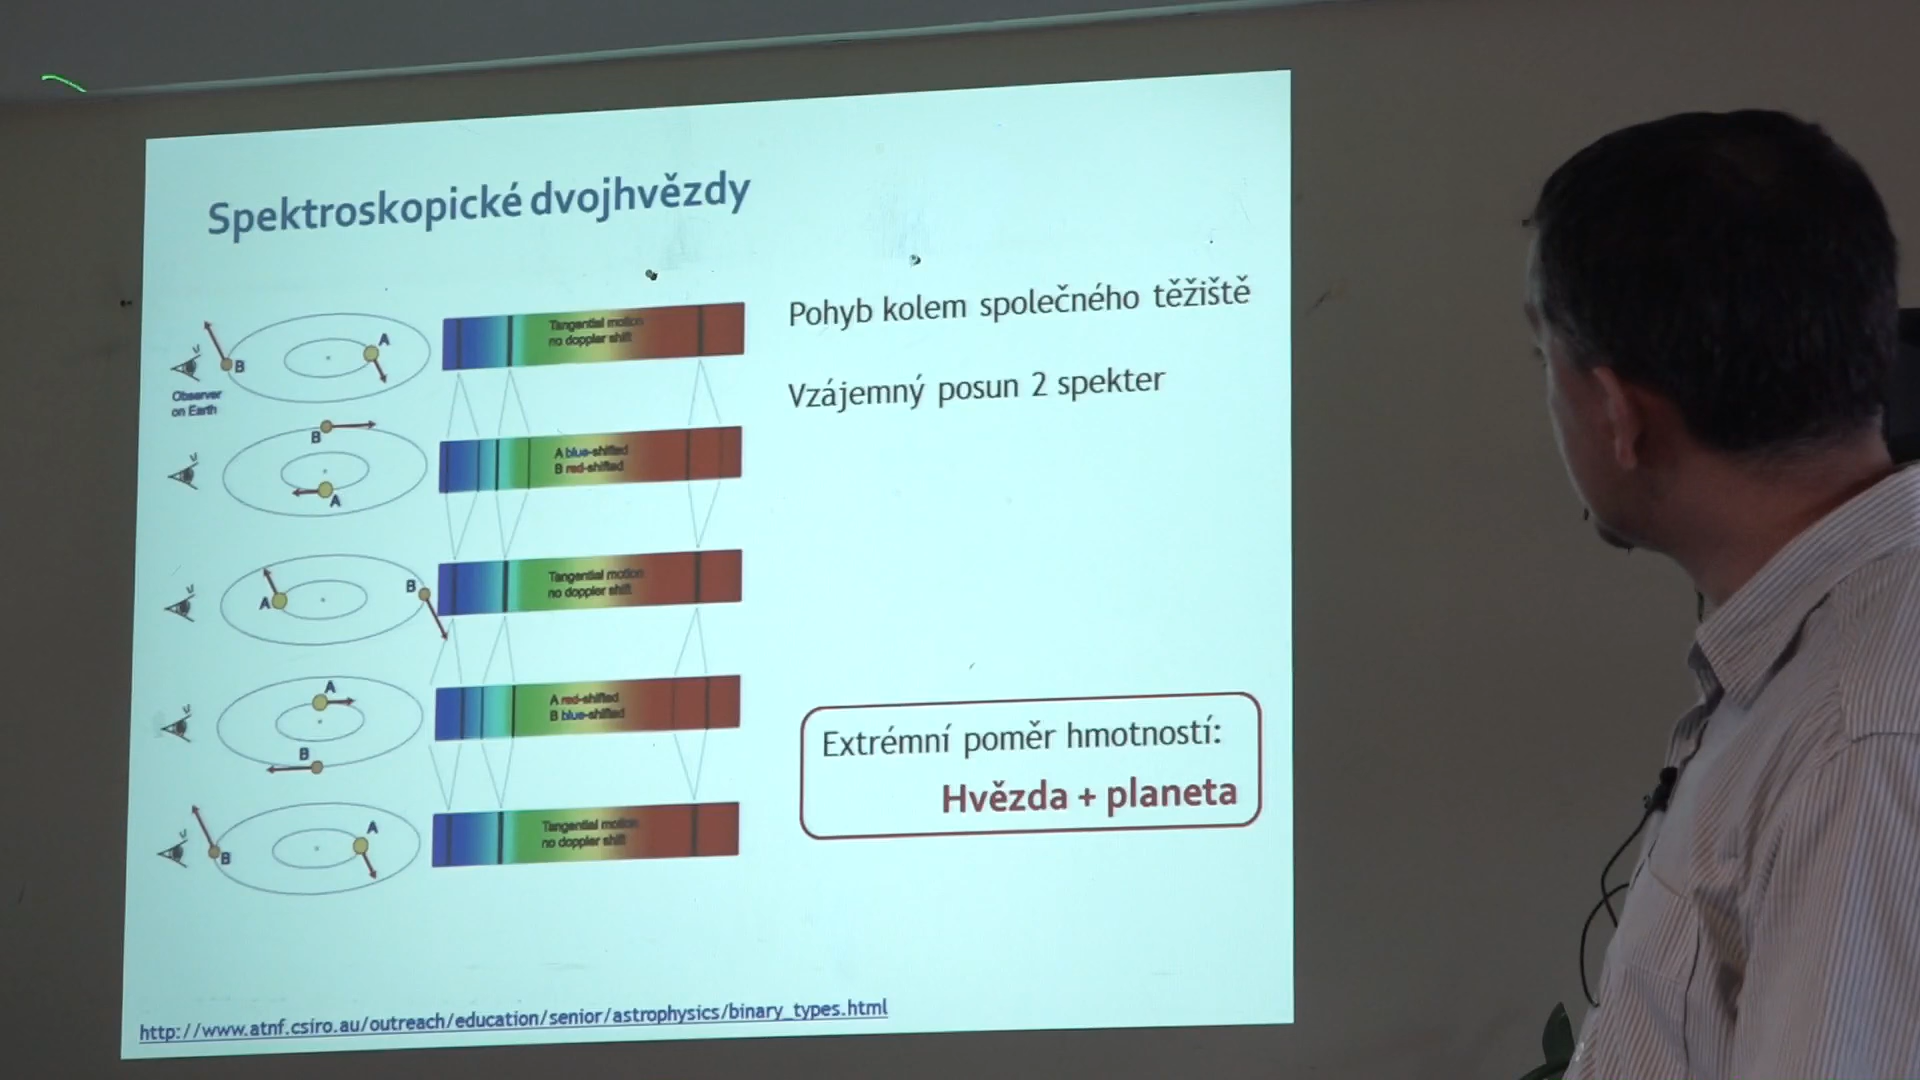 Spektroskopické dvojhvězdy
Pohyb kolem společného těžiště
Vzájemný posun 2 spekter
A
B
Observer
on Earth
Tangential motion
no doppler shift
B
A
A blue-shifted
B red-shifted
A
B
Tangential motion
no doppler shift
A
B
A red-shifted
B blue-shifted
A
B
Tangential motion
no doppler shift
Extrémní poměr hmotností:
Hvězda + planeta
http://www.atnf.csiro.au/outreach/education/senior/astrophysics/binary_types.html